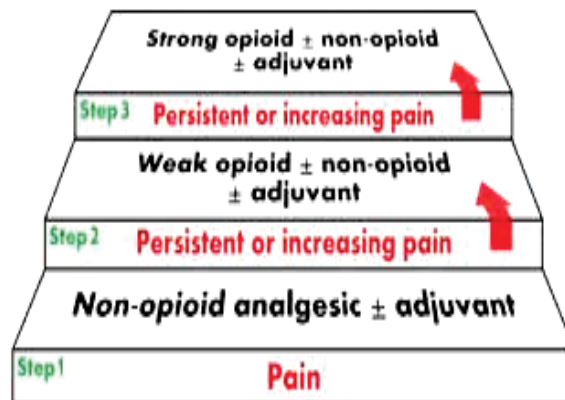 Strong opioid ± non-opioid
± adjuvant
Step 3 Persistent or increasing pain
Weak opioid ± non-opioid
± adjuvant
Step 2 Persistent or increasing pain
Non-opioid analgesic ± adjuvant
Step 1 Pain